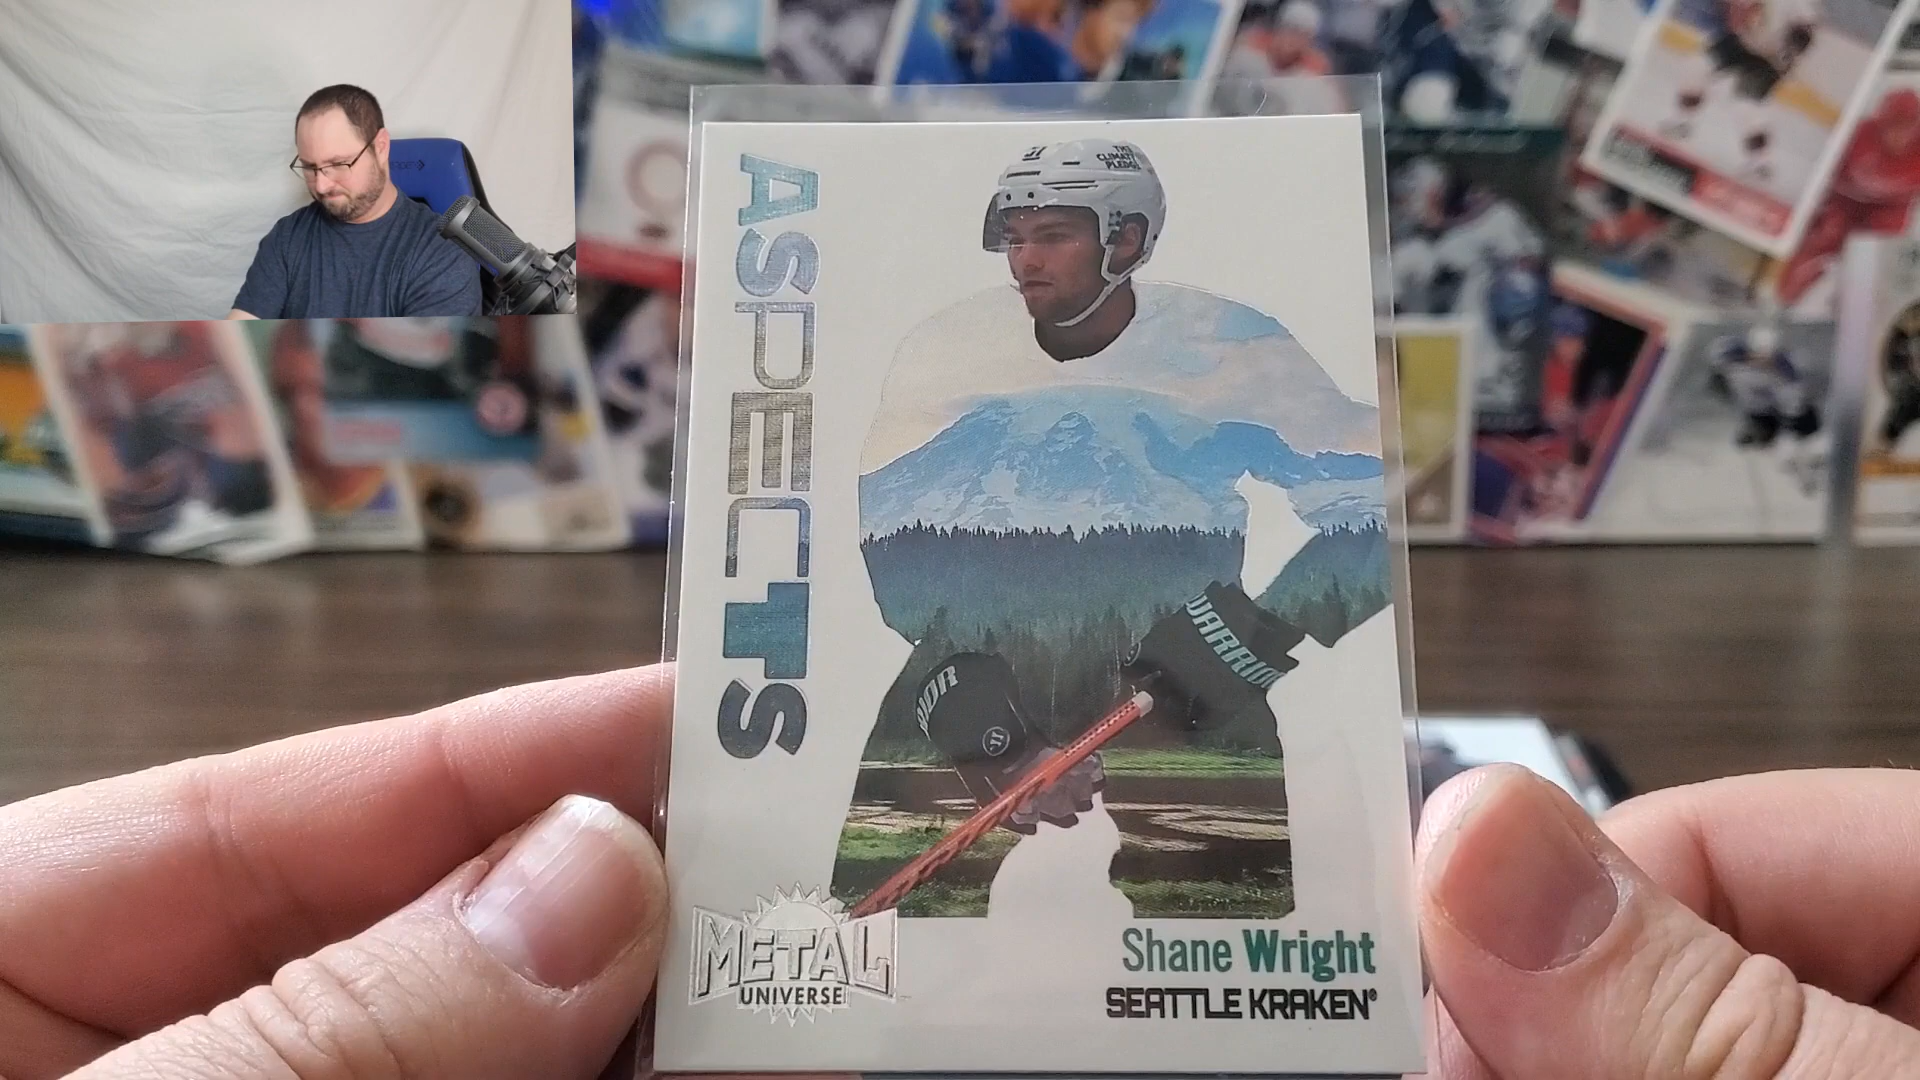 ASPECTS
THE
CLIMATE
PLEDGE
WARRIOR
METAL
UNIVERSE
Shane Wright
SEATTLE KRAKEN®